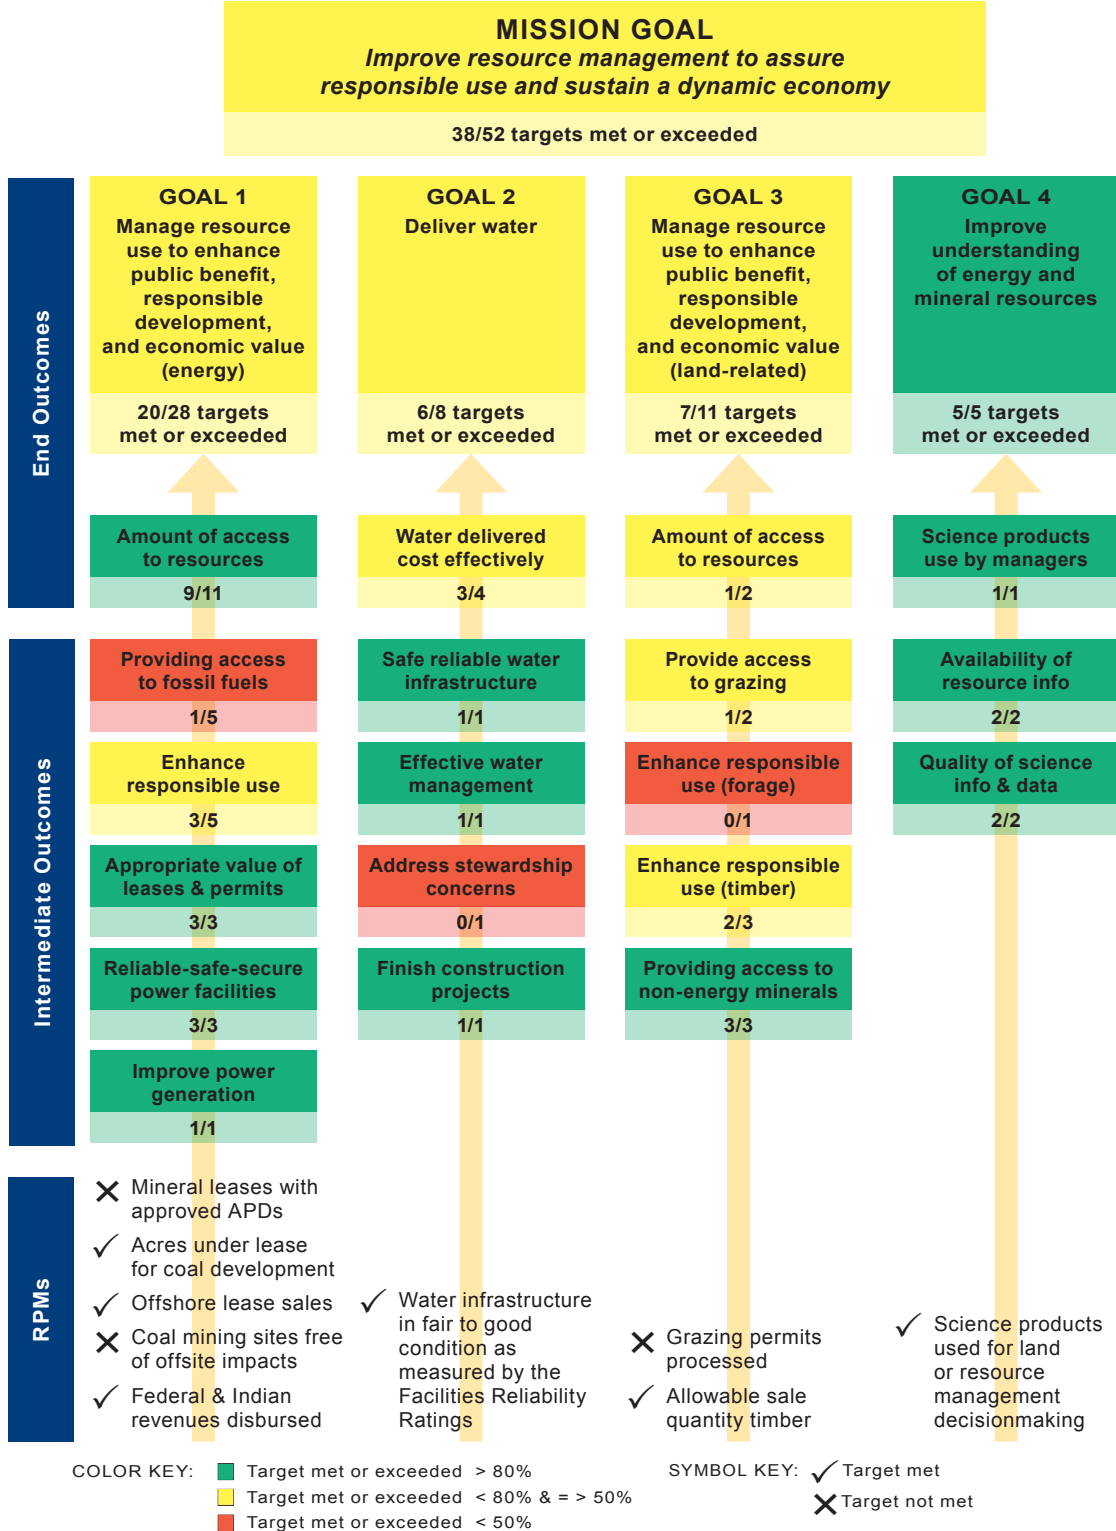 MISSION GOAL
Improve resource management to assure
responsible use and sustain a dynamic economy
38/52 targets met or exceeded
End Outcomes
GOAL 1
Manage resource
use to enhance
public benefit,
responsible
development,
and economic value
(energy)
20/28 targets
met or exceeded
Amount of access
to resources
9/11
GOAL 2
Deliver water
6/8 targets
met or exceeded
Water delivered
cost effectively
3/4
GOAL 3
Manage resource
use to enhance
public benefit,
responsible
development,
and economic value
(land-related)
7/11 targets
met or exceeded
Amount of access
to resources
1/2
GOAL 4
Improve
understanding
of energy and
mineral resources
5/5 targets
met or exceeded
Science products
use by managers
1/1
Intermediate Outcomes
Providing access
to fossil fuels
1/5
Enhance
responsible use
3/5
Appropriate value of
leases & permits
3/3
Reliable-safe-secure
power facilities
3/3
Improve power
generation
1/1
Safe reliable water
infrastructure
1/1
Effective water
management
1/1
Address stewardship
concerns
0/1
Finish construction
projects
1/1
Provide access
to grazing
1/2
Enhance responsible
use (forage)
0/1
Enhance responsible
use (timber)
2/3
Providing access to
non-energy minerals
3/3
Availability of
resource info
2/2
Quality of science
info & data
2/2
RPMs
✕ Mineral leases with
approved APDs
✓ Acres under lease
for coal development
✓ Offshore lease sales
✕ Coal mining sites free
of offsite impacts
✓ Federal & Indian
revenues disbursed
✓ Water infrastructure
in fair to good
condition as
measured by the
Facilities Reliability
Ratings
✕ Grazing permits
processed
✓ Allowable sale
quantity timber
✓ Science products
used for land
or resource
management
decisionmaking
COLOR KEY:
Target met or exceeded > 80%
Target met or exceeded < 80% & = > 50%
Target met or exceeded < 50%
SYMBOL KEY: ✓ Target met
✕ Target not met